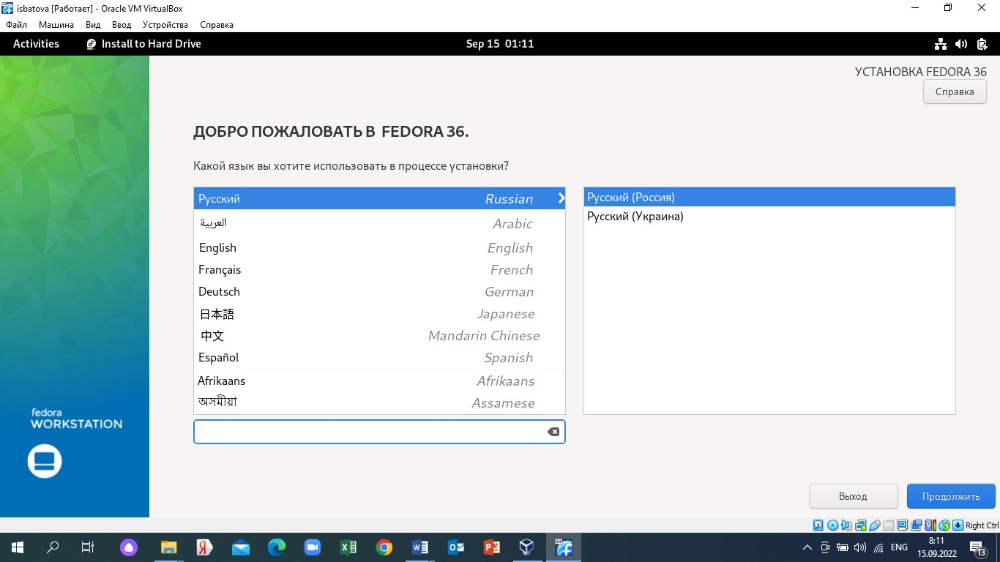 isbatova [Работает] - Oracle VM VirtualBox
Файл Машина Вид Ввод Устройства Справка
Activities Install to Hard Drive Sep 15 01:11
УСТАНОВКА FEDORA 36
Справка
ДОБРО ПОЖАЛОВАТЬ В FEDORA 36.
Какой язык вы хотите использовать в процессе установки?
Русский Russian
العربية Arabic
English English
Français French
Deutsch German
日本語 Japanese
中文 Mandarin Chinese
Español Spanish
Afrikaans Afrikaans
অসমীয়া Assamese
Русский (Россия)
Русский (Украина)
fedora
WORKSTATION
Выход Продолжить
Right Ctrl
ENG 8:11
15.09.2022
13